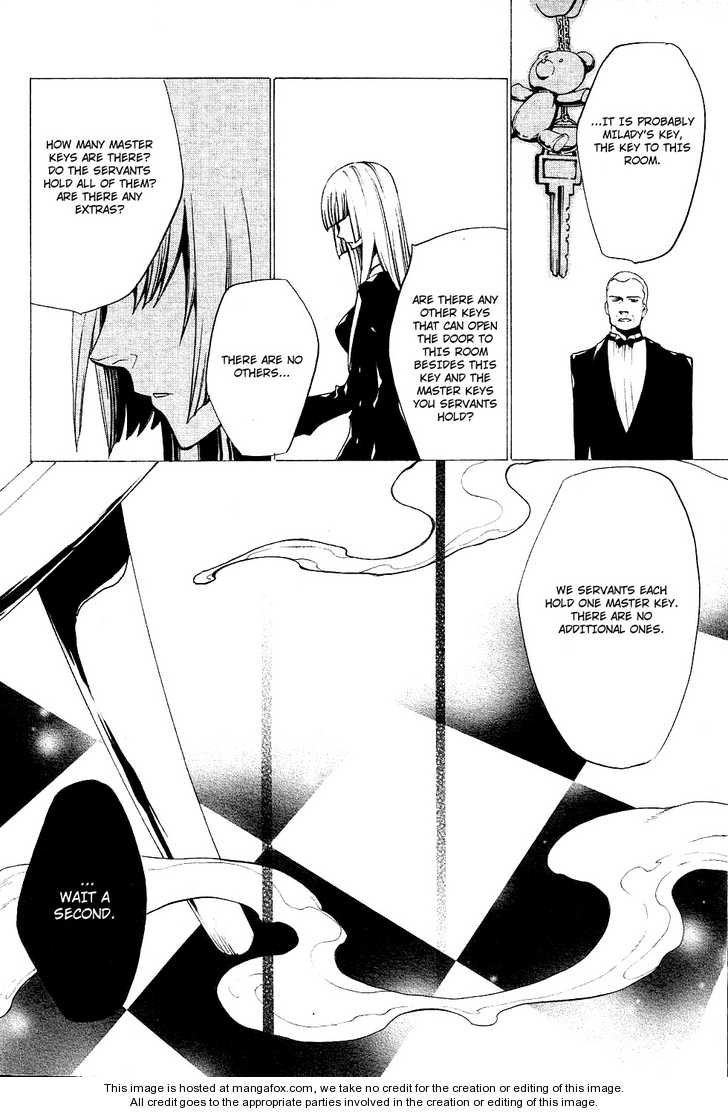 ...IT IS PROBABLY
MILADY'S KEY,
THE KEY TO THIS
ROOM.
ARE THERE ANY
OTHER KEYS
THAT CAN OPEN
THE DOOR TO
THIS ROOM
BESIDES THIS
KEY AND THE
MASTER KEYS
YOU SERVANTS
HOLD?
THERE ARE NO
OTHERS...
HOW MANY MASTER
KEYS ARE THERE?
DO THE SERVANTS
HOLD ALL OF THEM?
ARE THERE ANY
EXTRAS?
WE SERVANTS EACH
HOLD ONE MASTER KEY.
THERE ARE NO
ADDITIONAL ONES.
...
WAIT A
SECOND.
This image is hosted at mangafox.com, we take no credit for the creation or editing of this image.
All credit goes to the appropriate parties involved in the creation or editing of this image.